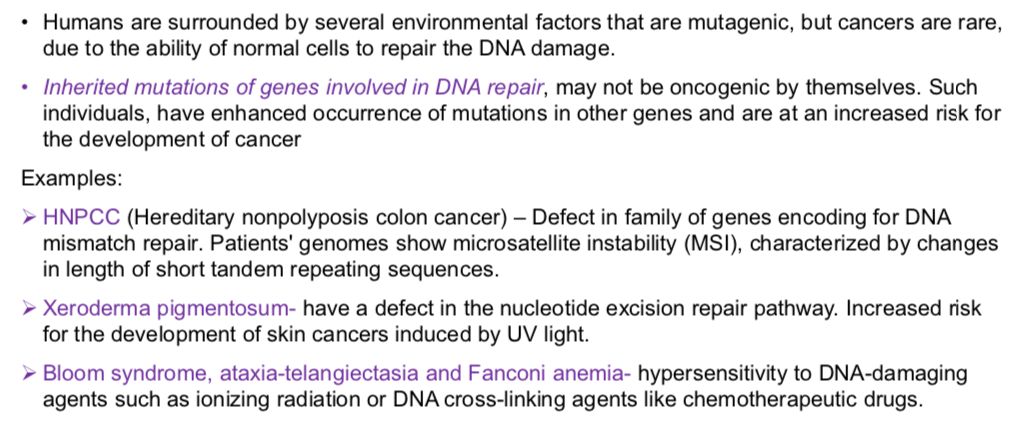 • Humans are surrounded by several environmental factors that are mutagenic, but cancers are rare,
due to the ability of normal cells to repair the DNA damage.
• Inherited mutations of genes involved in DNA repair, may not be oncogenic by themselves. Such
individuals, have enhanced occurrence of mutations in other genes and are at an increased risk for
the development of cancer
Examples:
➢ HNPCC (Hereditary nonpolyposis colon cancer) – Defect in family of genes encoding for DNA
mismatch repair. Patients' genomes show microsatellite instability (MSI), characterized by changes
in length of short tandem repeating sequences.
➢ Xeroderma pigmentosum- have a defect in the nucleotide excision repair pathway. Increased risk
for the development of skin cancers induced by UV light.
➢ Bloom syndrome, ataxia-telangiectasia and Fanconi anemia- hypersensitivity to DNA-damaging
agents such as ionizing radiation or DNA cross-linking agents like chemotherapeutic drugs.